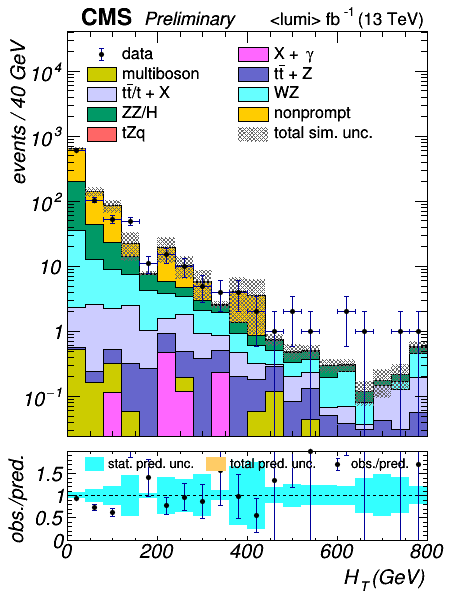 CMS Preliminary <lumi> fb⁻¹ (13 TeV)
events / 40 GeV
10⁴
10³
10²
10
1
10⁻¹
data
X + γ
multiboson
tt̄ + Z
tt̄/t + X
WZ
ZZ/H
nonprompt
tZq
total sim. unc.
obs./pred.
1.5
1
0.5
0
stat. pred. unc.
total pred. unc.
obs./pred.
0 200 400 600 800
H_T (GeV)